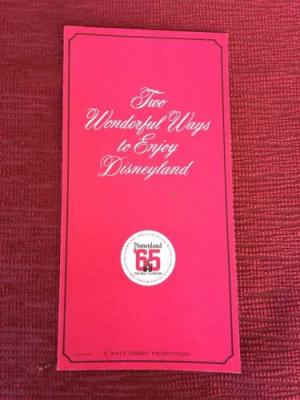 Two
Wonderful Ways
to Enjoy
Disneyland
Disneyland
'65
© WALT DISNEY PRODUCTIONS